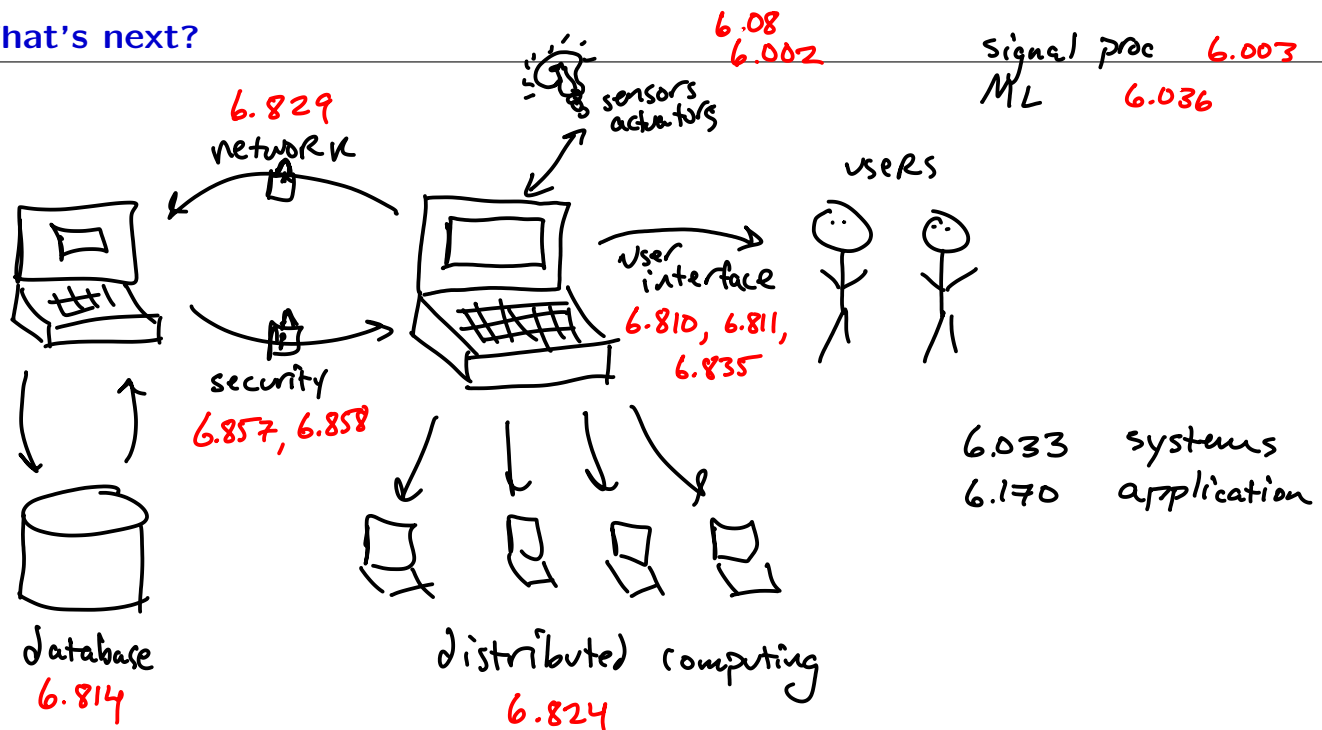 hat's next?
6.08
6.002
signal proc 6.003
ML 6.036
sensors
actuators
6.829
network
users
user
interface
6.810, 6.811,
6.835
security
6.857, 6.858
6.033 systems
6.170 application
database
6.814
distributed computing
6.824